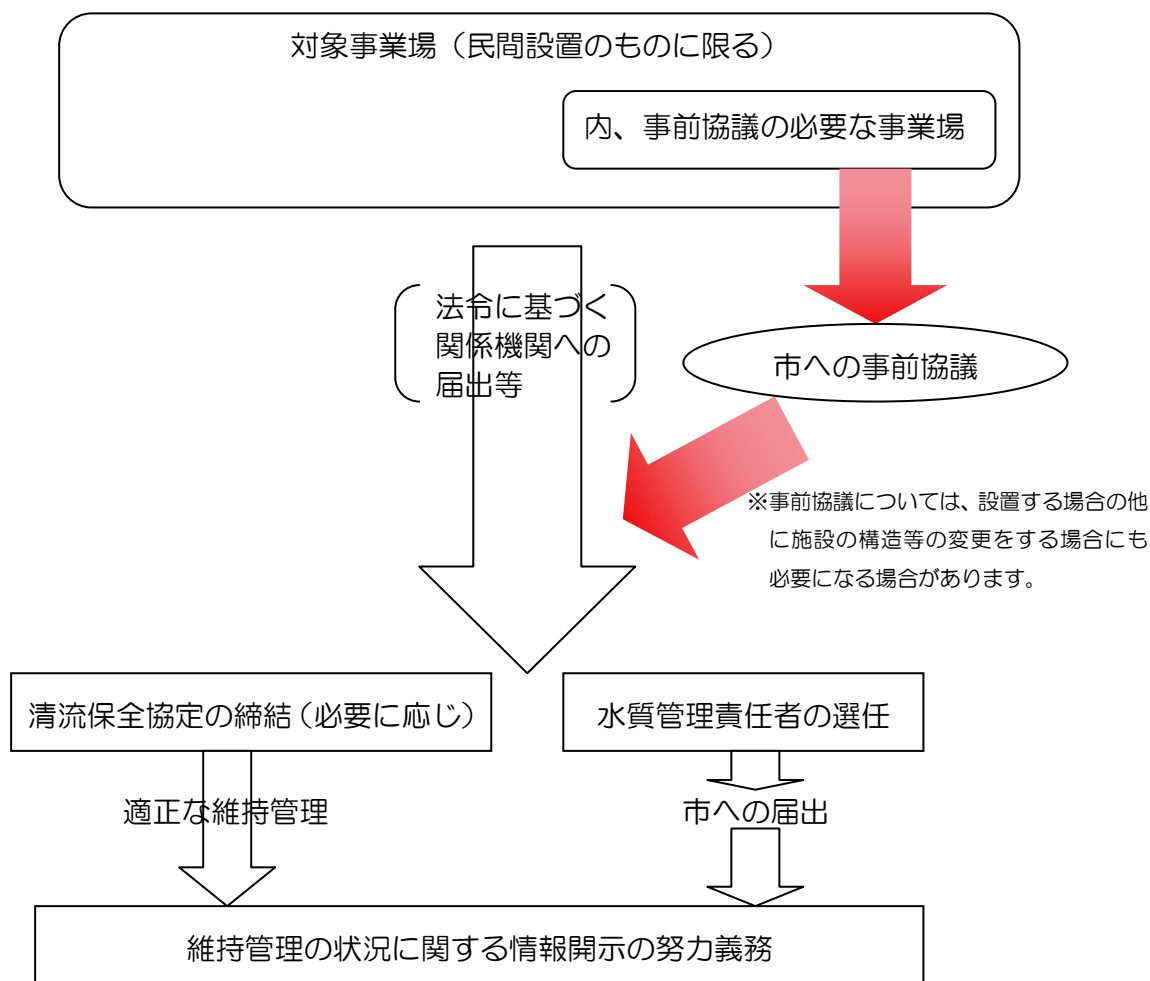 対象事業場（民間設置のものに限る）
内、事前協議の必要な事業場
法令に基づく
関係機関への
届出等
市への事前協議
※事前協議については、設置する場合の他
に施設の構造等の変更をする場合にも
必要になる場合があります。
清流保全協定の締結（必要に応じ）
水質管理責任者の選任
適正な維持管理
市への届出
維持管理の状況に関する情報開示の努力義務